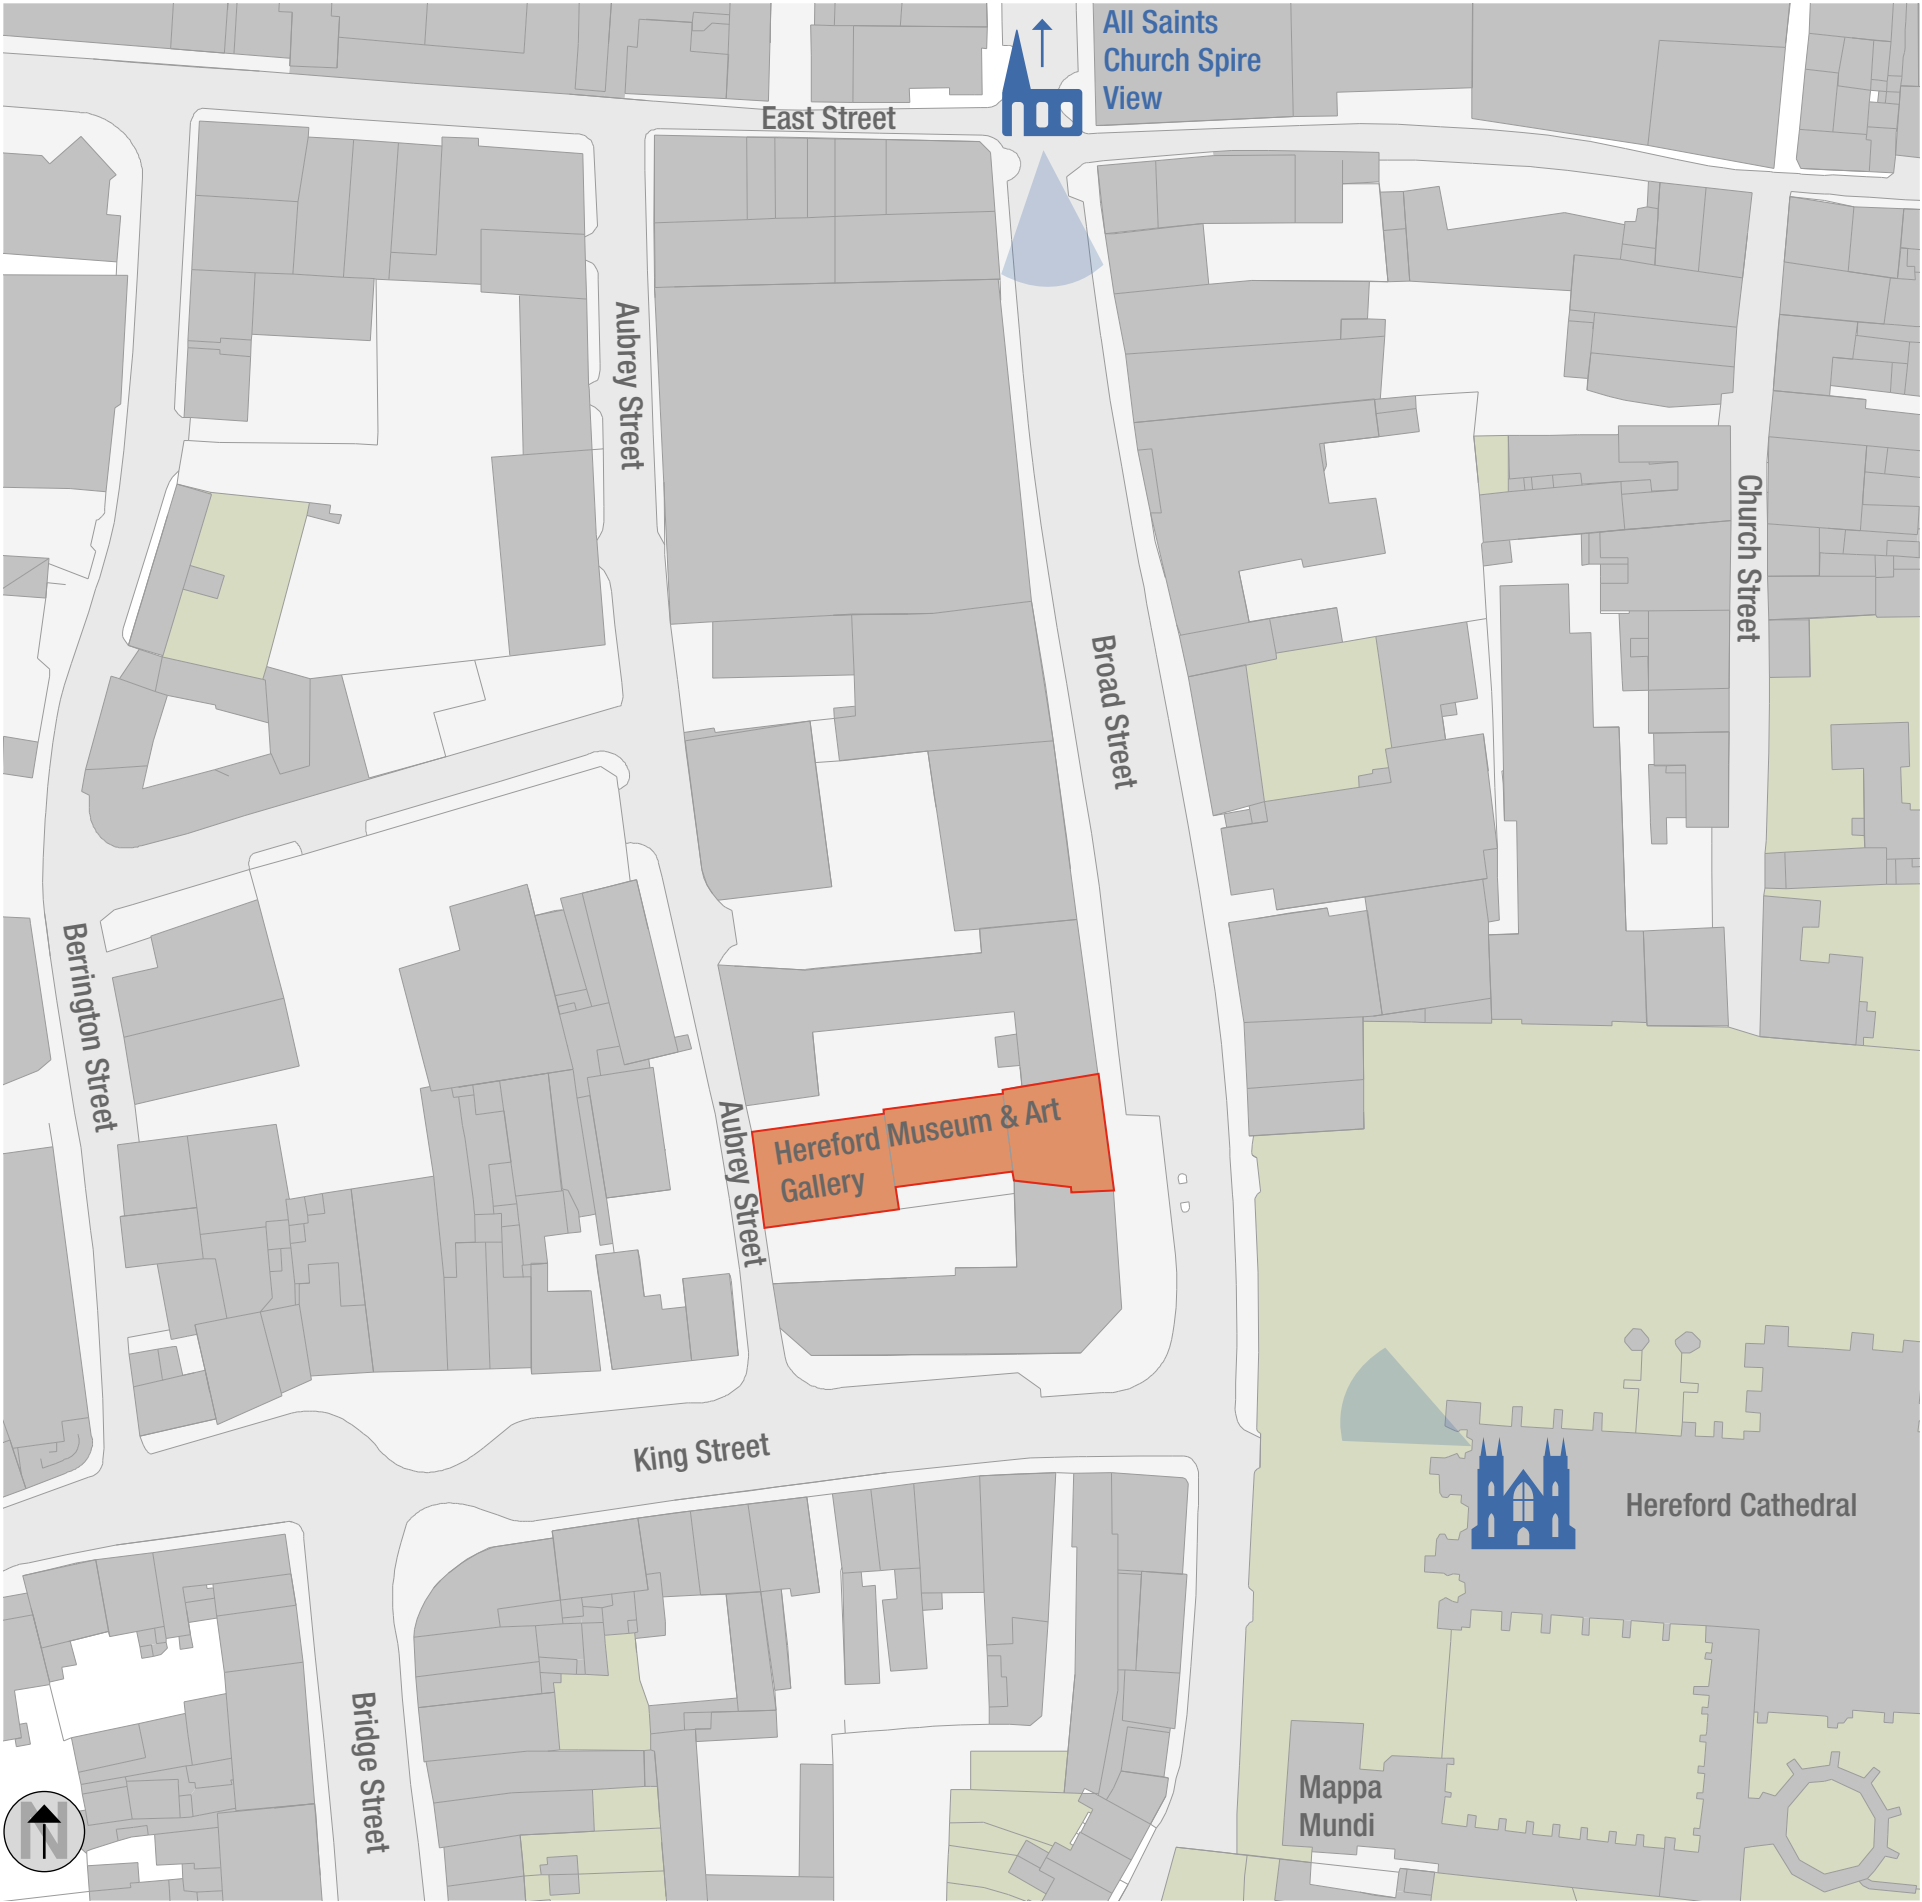 All Saints
Church Spire
View
East Street
Aubrey Street
Church Street
Broad Street
Berrington Street
Aubrey Street
Hereford Museum & Art
Gallery
King Street
Hereford Cathedral
Bridge Street
Mappa
Mundi
N